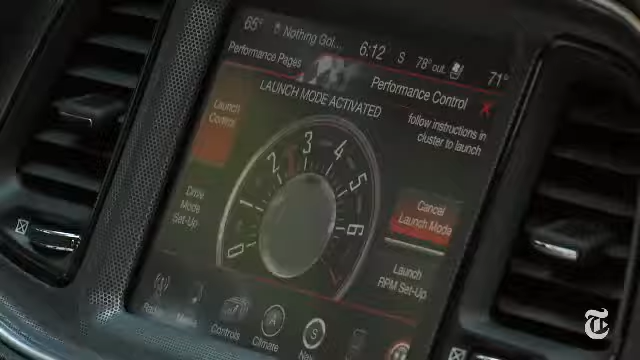 65° Nothing Goi... 6:12 S 78° out. 71°
Performance Pages
Performance Control X
LAUNCH MODE ACTIVATED
follow instructions in
cluster to launch
Launch
Control
Drive
Mode
Set-Up
0 1 2 3 4 5 6
Cancel
Launch Mode
Launch
RPM Set-Up
Controls
A
Climate
S
T